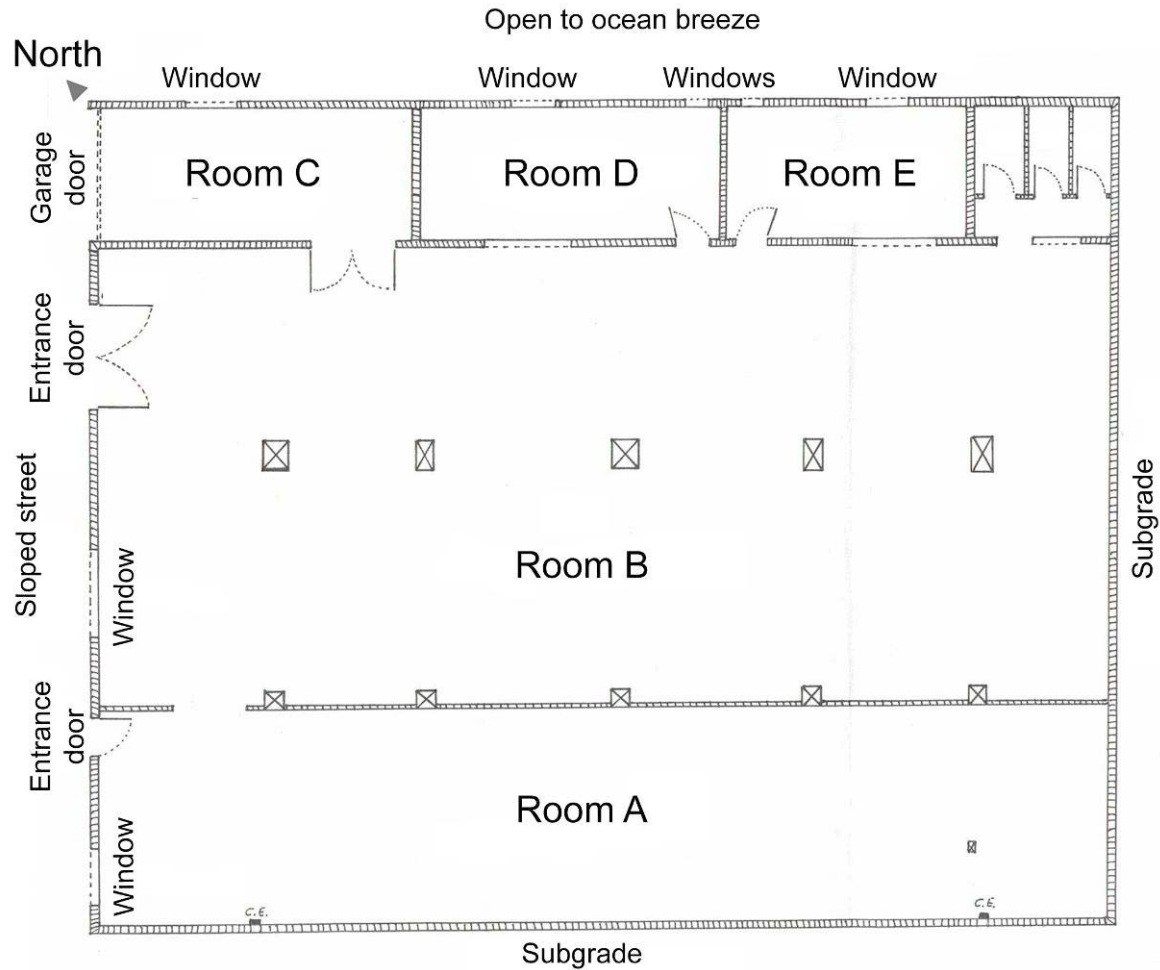 Open to ocean breeze
North
Window
Window
Windows
Window
Garage
door
Room C
Room D
Room E
Entrance
door
Sloped street
Window
Room B
Subgrade
Entrance
door
Room A
Window
C.E.
C.E.
Subgrade